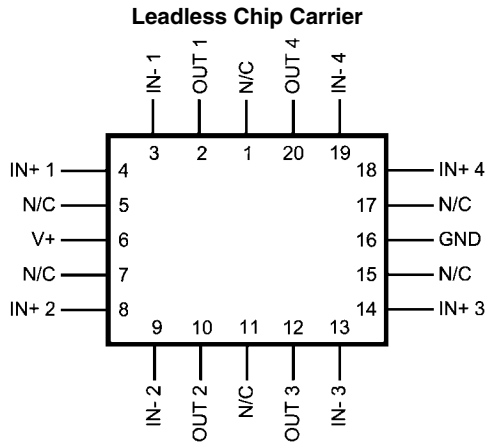 Leadless Chip Carrier
IN- 1
OUT 1
N/C
OUT 4
IN- 4
3
2
1
20
19
IN+ 1
4
18
IN+ 4
N/C
5
17
N/C
V+
6
16
GND
N/C
7
15
N/C
IN+ 2
8
14
IN+ 3
9
10
11
12
13
IN- 2
OUT 2
N/C
OUT 3
IN- 3